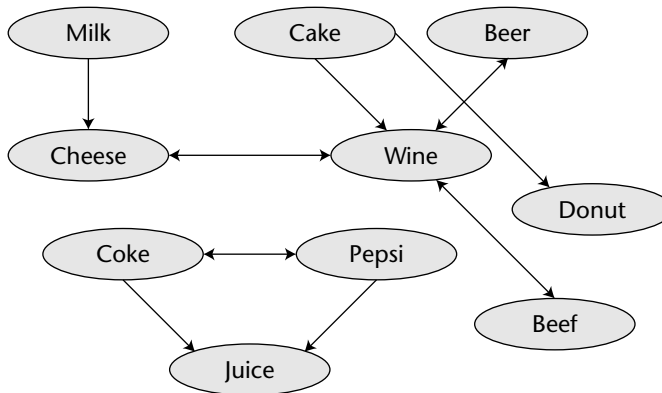 Milk
Cake
Beer
Cheese
Wine
Donut
Coke
Pepsi
Beef
Juice